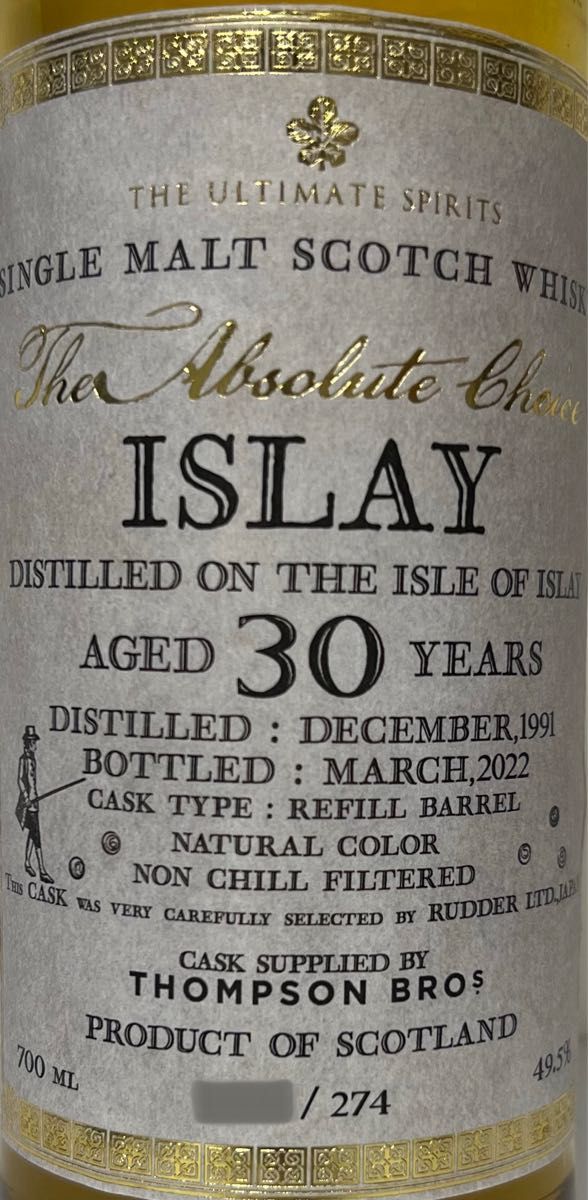 THE ULTIMATE SPIRITS
SINGLE MALT SCOTCH WHISK
The Absolute Choice
ISLAY
DISTILLED ON THE ISLE OF ISLAY
AGED 30 YEARS
DISTILLED : DECEMBER,1991
BOTTLED : MARCH,2022
CASK TYPE : REFILL BARREL
NATURAL COLOR
NON CHILL FILTERED
THIS CASK WAS VERY CAREFULLY SELECTED BY RUDDER LTD.,JAPA
CASK SUPPLIED BY
THOMPSON BROS
PRODUCT OF SCOTLAND
700 ML 49.5%
/ 274